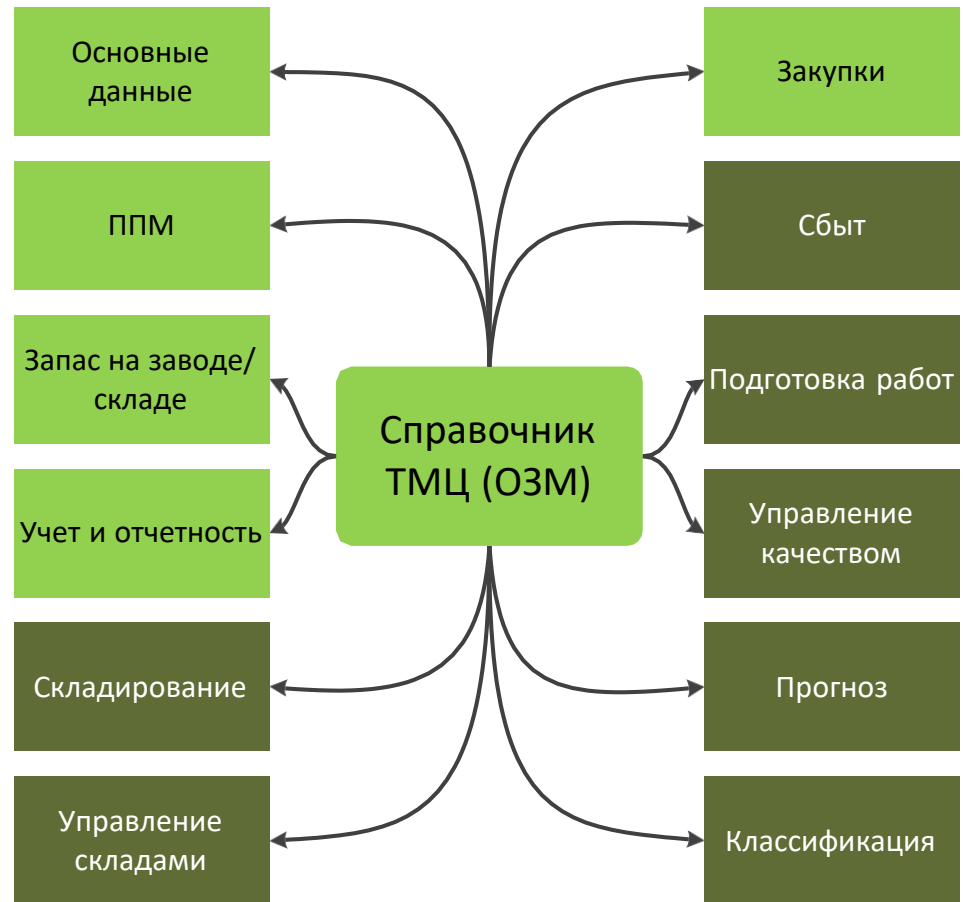 Основные
данные
ППМ
Запас на заводе/
складе
Учет и отчетность
Складирование
Управление
складами
Справочник
ТМЦ (ОЗМ)
Закупки
Сбыт
Подготовка работ
Управление
качеством
Прогноз
Классификация